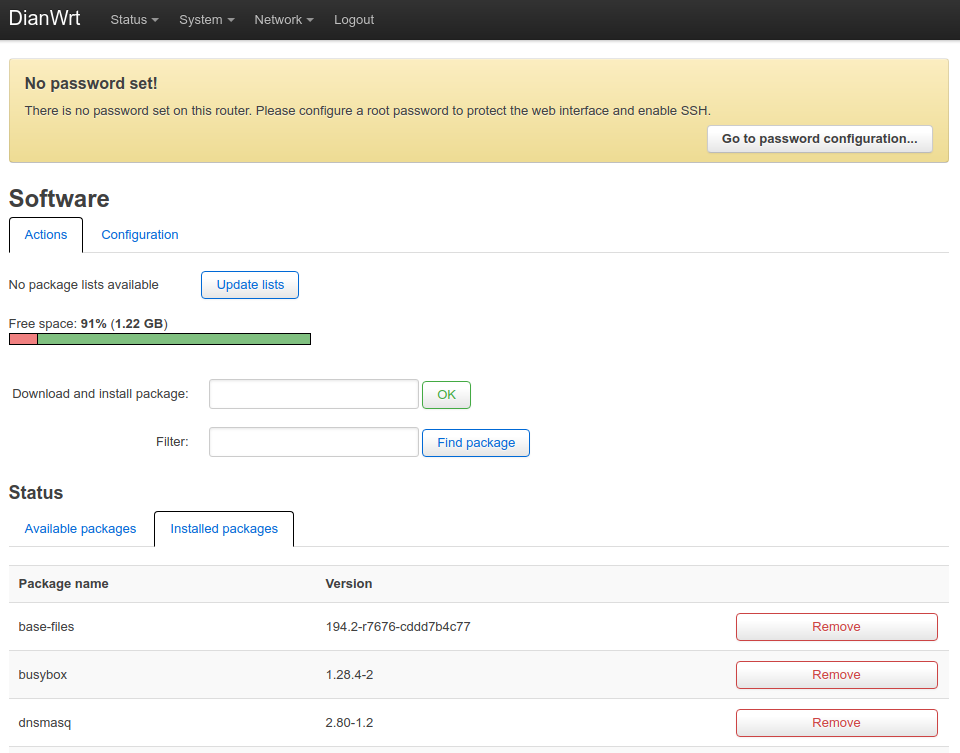 DianWrt Status System Network Logout
No password set!
There is no password set on this router. Please configure a root password to protect the web interface and enable SSH.
Go to password configuration...
Software
Actions Configuration
No package lists available Update lists
Free space: 91% (1.22 GB)
Download and install package: OK
Filter: Find package
Status
Available packages Installed packages
Package name Version
base-files 194.2-r7676-cddd7b4c77 Remove
busybox 1.28.4-2 Remove
dnsmasq 2.80-1.2 Remove